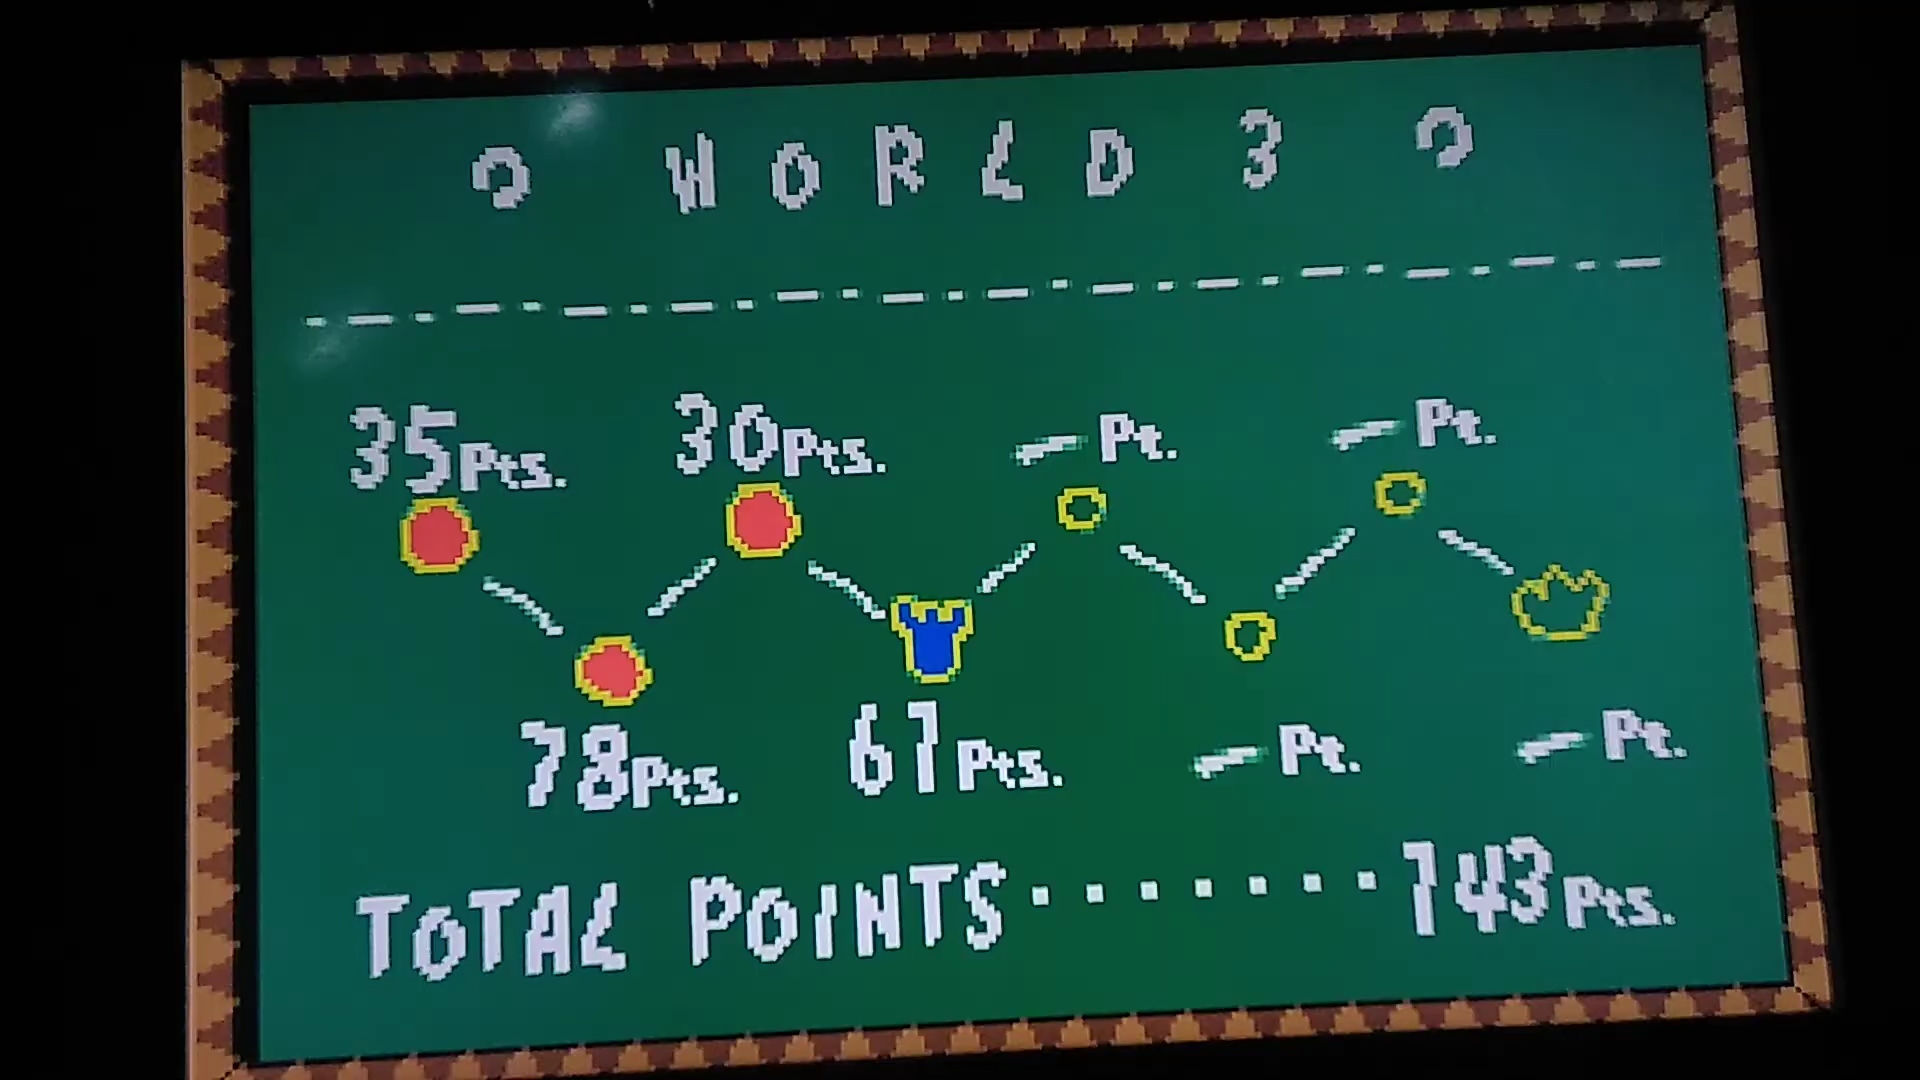 WORLD 3
35Pts. 30Pts. - Pt. - Pt.
78Pts. 67Pts. - Pt. - Pt.
TOTAL POINTS.......143Pts.